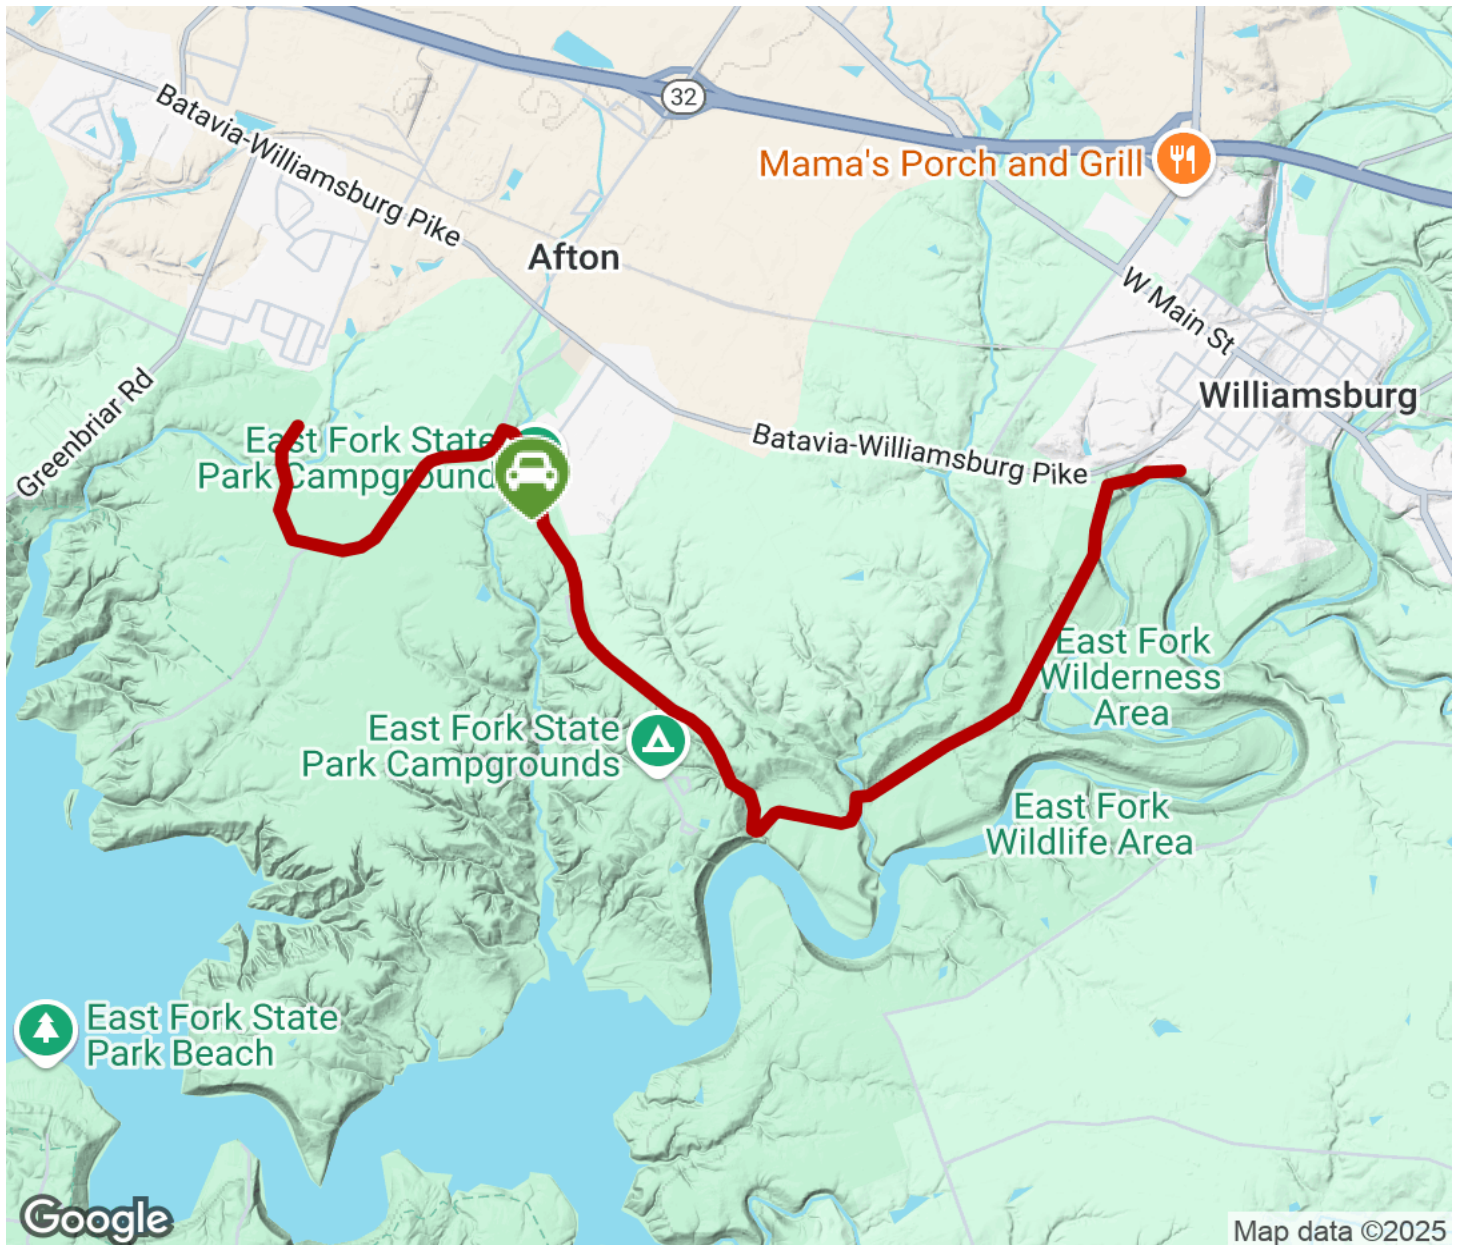 32
Batavia-Williamsburg Pike
Mama's Porch and Grill
Afton
W Main St
Williamsburg
Greenbriar Rd
East Fork State
Park Campground
Batavia-Williamsburg Pike
East Fork
Wilderness
Area
East Fork State
Park Campgrounds
East Fork
Wildlife Area
East Fork State
Park Beach
Google
Map data ©2025